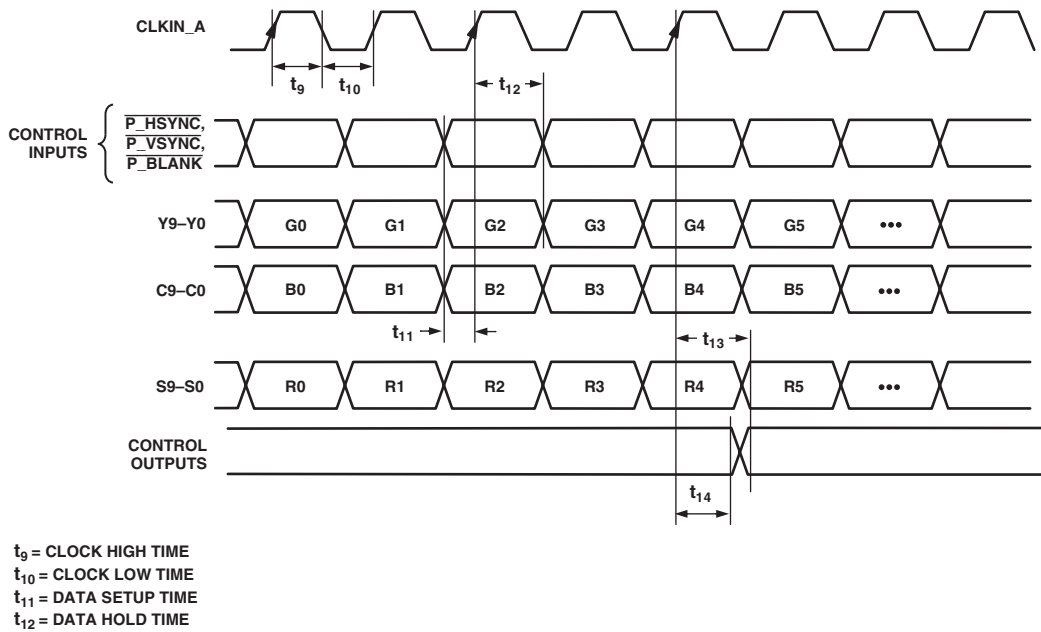 CLKIN_A
t9
t10
t12
CONTROL
INPUTS
P_HSYNC,
P_VSYNC,
P_BLANK
Y9–Y0
G0 G1 G2 G3 G4 G5 •••
C9–C0
B0 B1 B2 B3 B4 B5 •••
t11
t13
S9–S0
R0 R1 R2 R3 R4 R5 •••
CONTROL
OUTPUTS
t14
t9 = CLOCK HIGH TIME
t10 = CLOCK LOW TIME
t11 = DATA SETUP TIME
t12 = DATA HOLD TIME